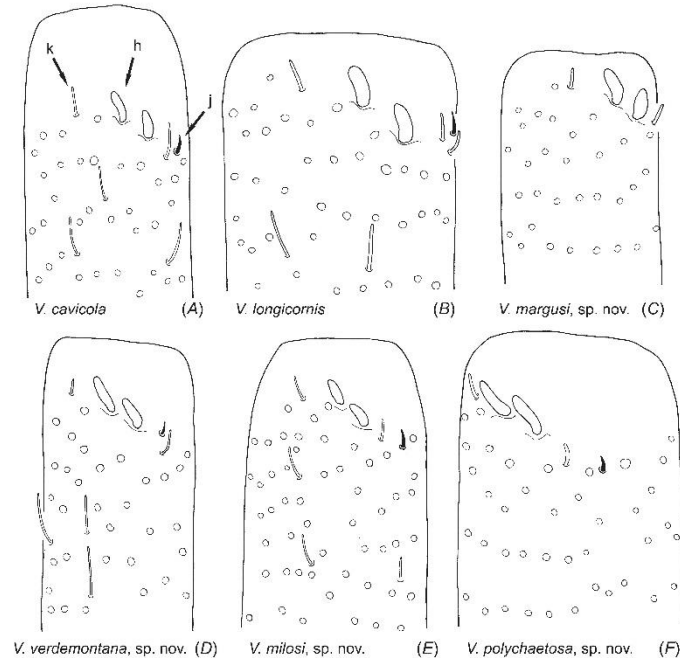 k h j
V. cavicola (A) V. longicornis (B) V. margusi, sp. nov. (C)
V. verdemontana, sp. nov. (D) V. milosi, sp. nov. (E) V. polychaetosa, sp. nov. (F)